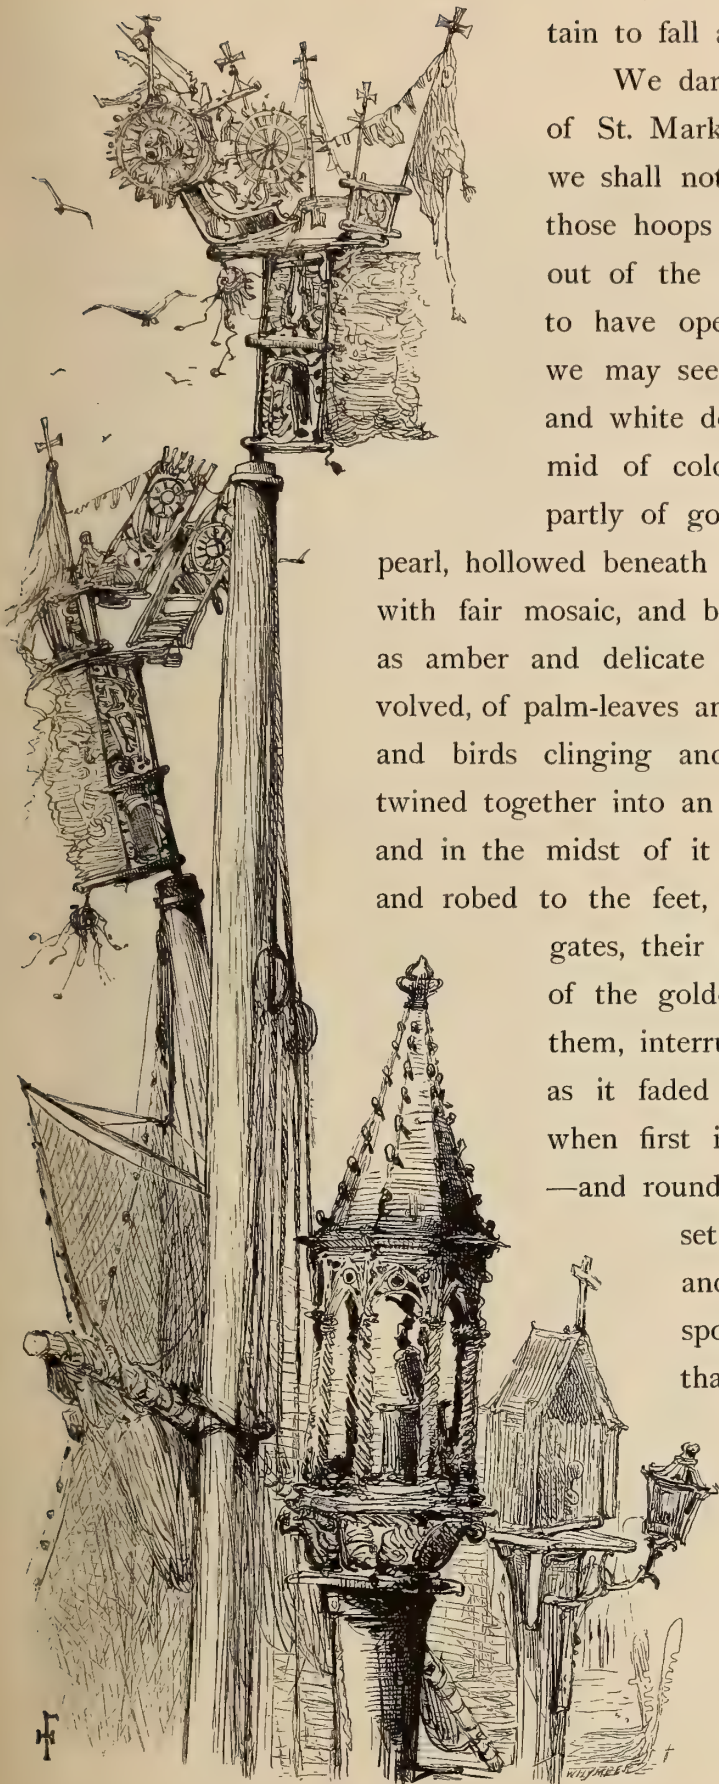 tain to fall a
We dar
of St. Mark
we shall not
those hoops
out of the
to have ope
we may see
and white do
mid of colo
partly of go
pearl, hollowed beneath
with fair mosaic, and b
as amber and delicate
volved, of palm-leaves an
and birds clinging and
twined together into an
and in the midst of it
and robed to the feet,
gates, their
of the gold-
them, interru
as it faded
when first i
—and round
set
and
spo
tha
WHYMPER